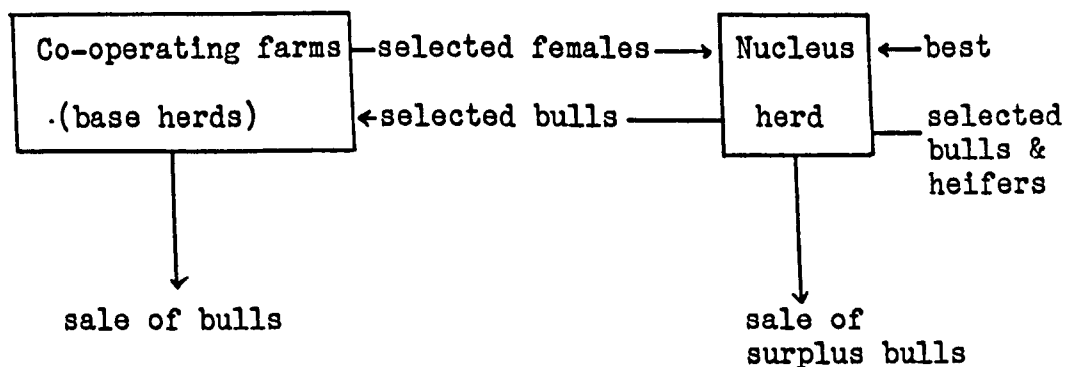 Co-operating farms
.(base herds)
selected females
selected bulls
Nucleus
herd
best
selected
bulls &
heifers
sale of bulls
sale of
surplus bulls